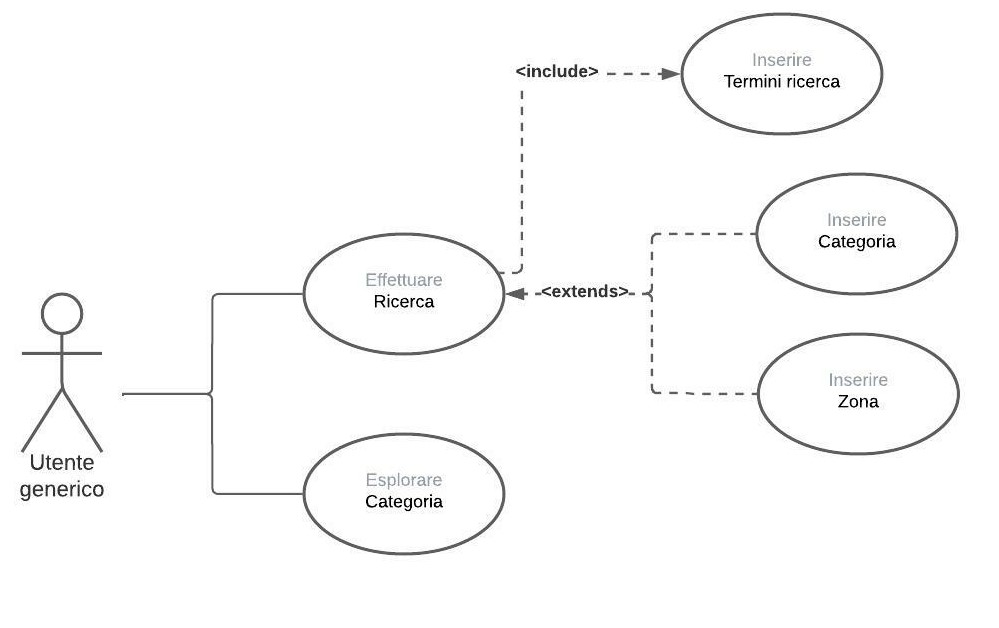 <include>
Inserire
Termini ricerca
Inserire
Categoria
Effettuare
Ricerca
<extends>
Inserire
Zona
Utente
generico
Esplorare
Categoria